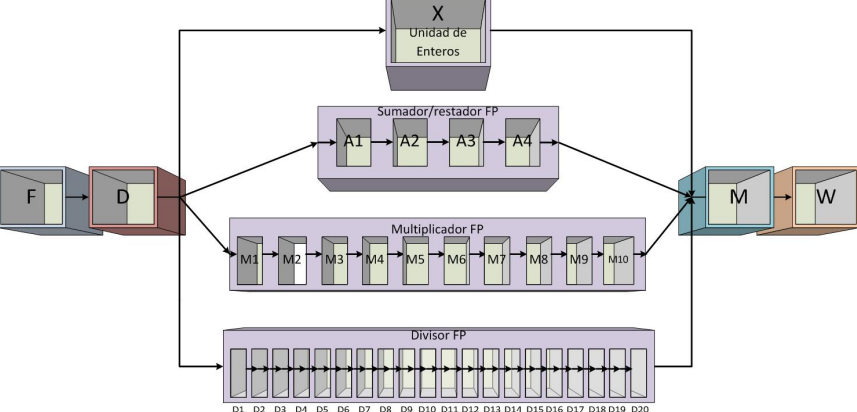 X
Unidad de
Enteros
Sumador/restador FP
A1 A2 A3 A4
F D M W
Multiplicador FP
M1 M2 M3 M4 M5 M6 M7 M8 M9 M10
Divisor FP
D1 D2 D3 D4 D5 D6 D7 D8 D9 D10 D11 D12 D13 D14 D15 D16 D17 D18 D19 D20